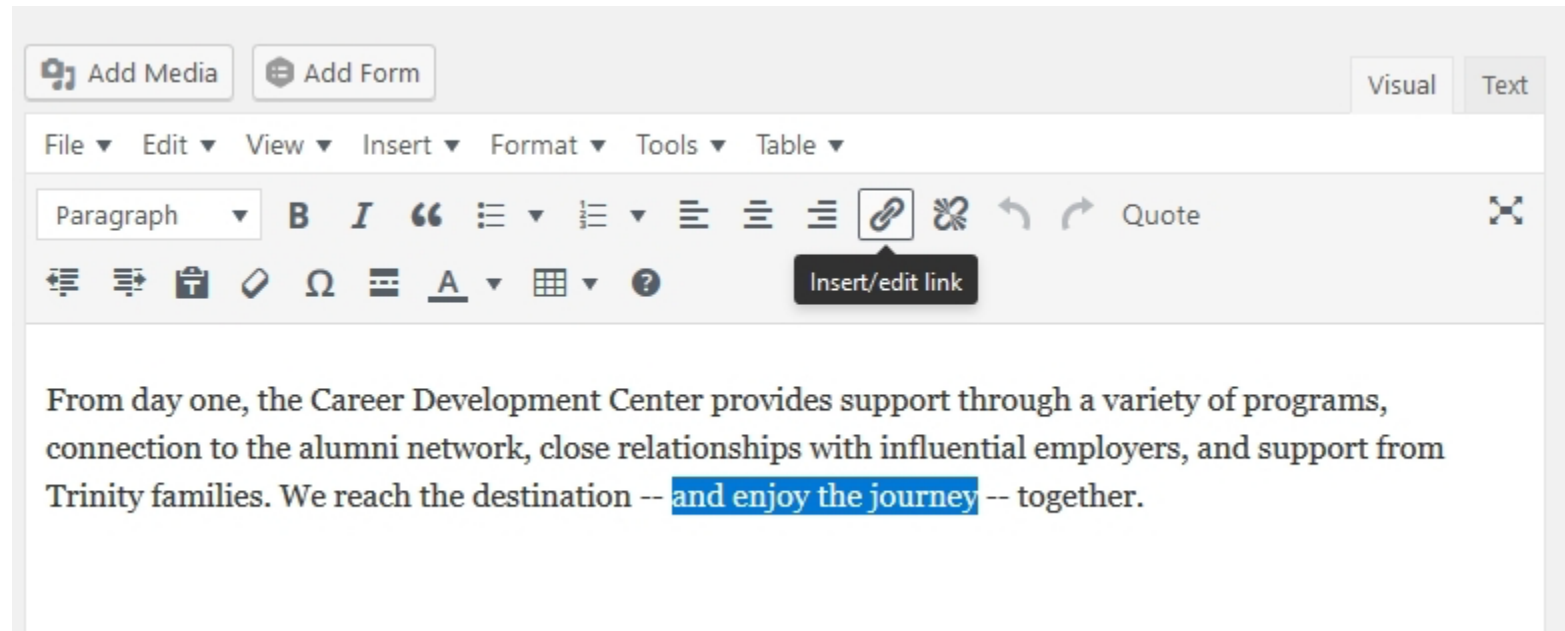 Add Media Add Form
Visual Text
File Edit View Insert Format Tools Table
Paragraph B I Quote
Ω A
Insert/edit link
From day one, the Career Development Center provides support through a variety of programs,
connection to the alumni network, close relationships with influential employers, and support from
Trinity families. We reach the destination -- and enjoy the journey -- together.